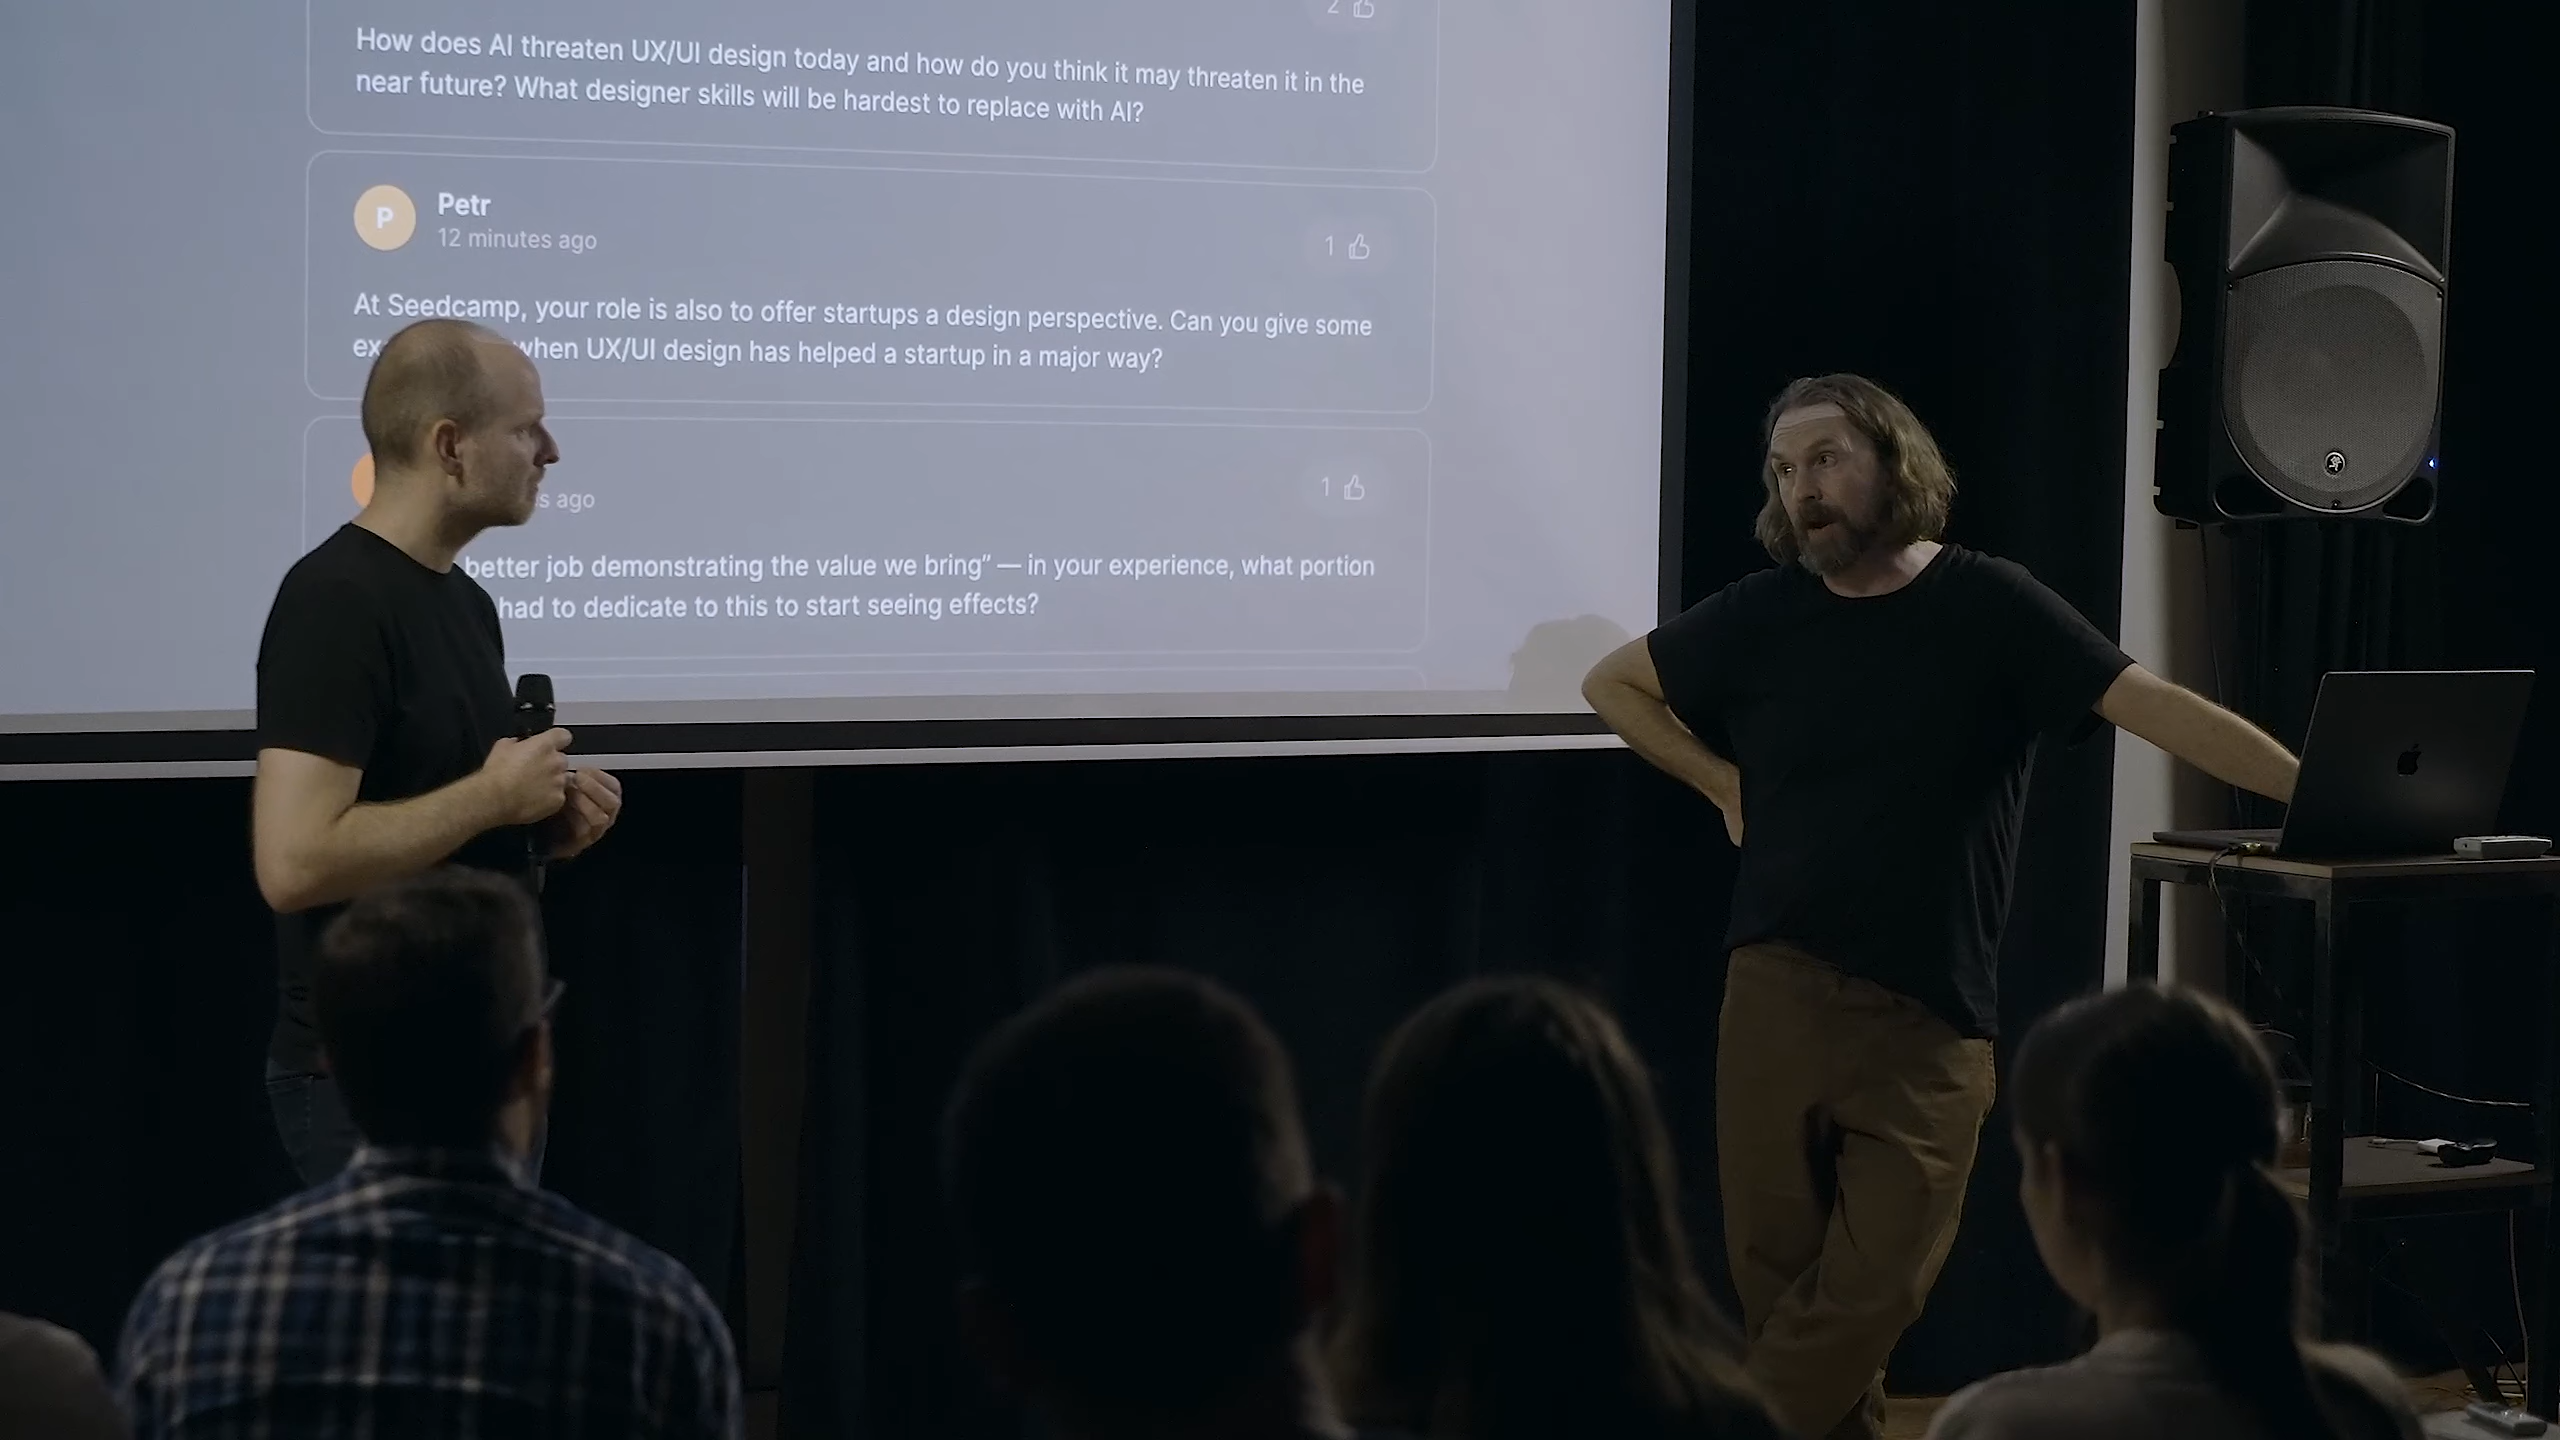 2
How does AI threaten UX/UI design today and how do you think it may threaten it in the
near future? What designer skills will be hardest to replace with AI?
P
Petr
12 minutes ago
1
At Seedcamp, your role is also to offer startups a design perspective. Can you give some
when UX/UI design has helped a startup in a major way?
ago
1
better job demonstrating the value we bring” — in your experience, what portion
had to dedicate to this to start seeing effects?